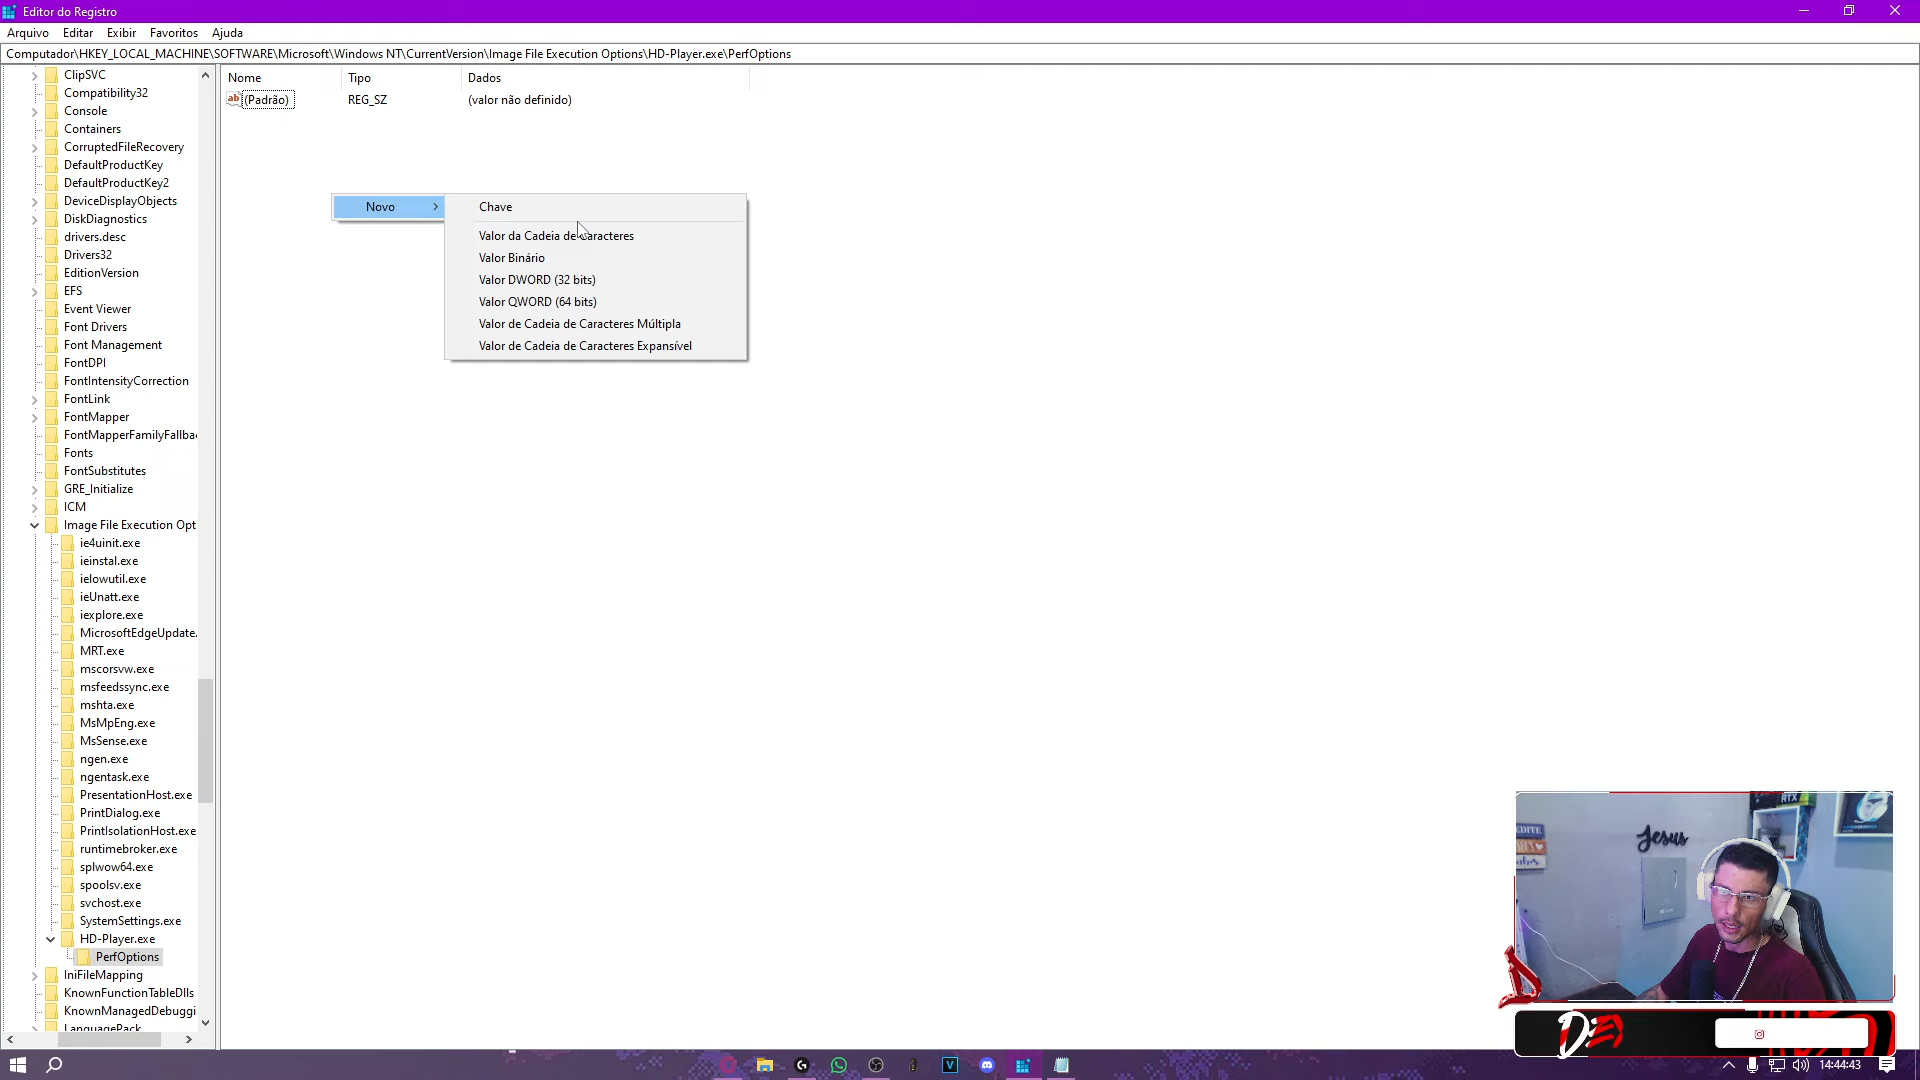 Editor do Registro
Arquivo Editar Exibir Favoritos Ajuda
Computador\HKEY_LOCAL_MACHINE\SOFTWARE\Microsoft\Windows NT\CurrentVersion\Image File Execution Options\HD-Player.exe\PerfOptions
ClipSVC
Compatibility32
Console
Containers
CorruptedFileRecovery
DefaultProductKey
DefaultProductKey2
DeviceDisplayObjects
DiskDiagnostics
drivers.desc
Drivers32
EditionVersion
EFS
Event Viewer
Font Drivers
Font Management
FontDPI
FontIntensityCorrection
FontLink
FontMapper
FontMapperFamilyFallba
Fonts
FontSubstitutes
GRE_Initialize
ICM
Image File Execution Opt
ie4uinit.exe
ieinstal.exe
ielowutil.exe
ieUnatt.exe
iexplore.exe
MicrosoftEdgeUpdate.
MRT.exe
mscorsvw.exe
msfeedssync.exe
mshta.exe
MsMpEng.exe
MsSense.exe
ngen.exe
ngentask.exe
PresentationHost.exe
PrintDialog.exe
PrintIsolationHost.exe
runtimebroker.exe
splwow64.exe
spoolsv.exe
svchost.exe
SystemSettings.exe
HD-Player.exe
PerfOptions
IniFileMapping
KnownFunctionTableDlls
KnownManagedDebuggi
LanguagePack
Nome Tipo Dados
ab (Padrão) REG_SZ (valor não definido)
Novo
Chave
Valor da Cadeia de Caracteres
Valor Binário
Valor DWORD (32 bits)
Valor QWORD (64 bits)
Valor de Cadeia de Caracteres Múltipla
Valor de Cadeia de Caracteres Expansível
RTX
Jesus
14:44:43